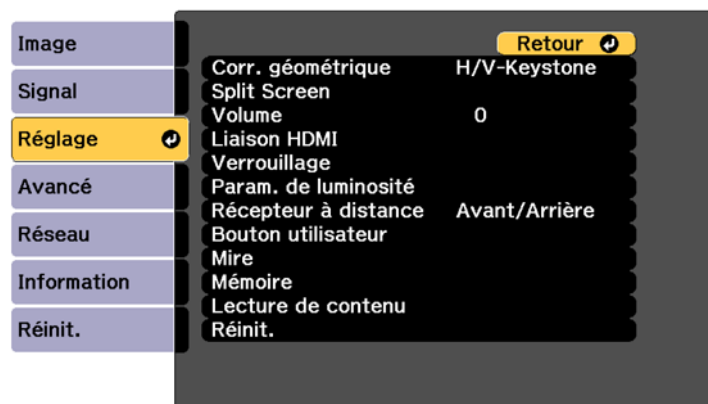 Image
Signal
Réglage
Avancé
Réseau
Information
Réinit.
Retour
Corr. géométrique H/V-Keystone
Split Screen
Volume 0
Liaison HDMI
Verrouillage
Param. de luminosité
Récepteur à distance Avant/Arrière
Bouton utilisateur
Mire
Mémoire
Lecture de contenu
Réinit.